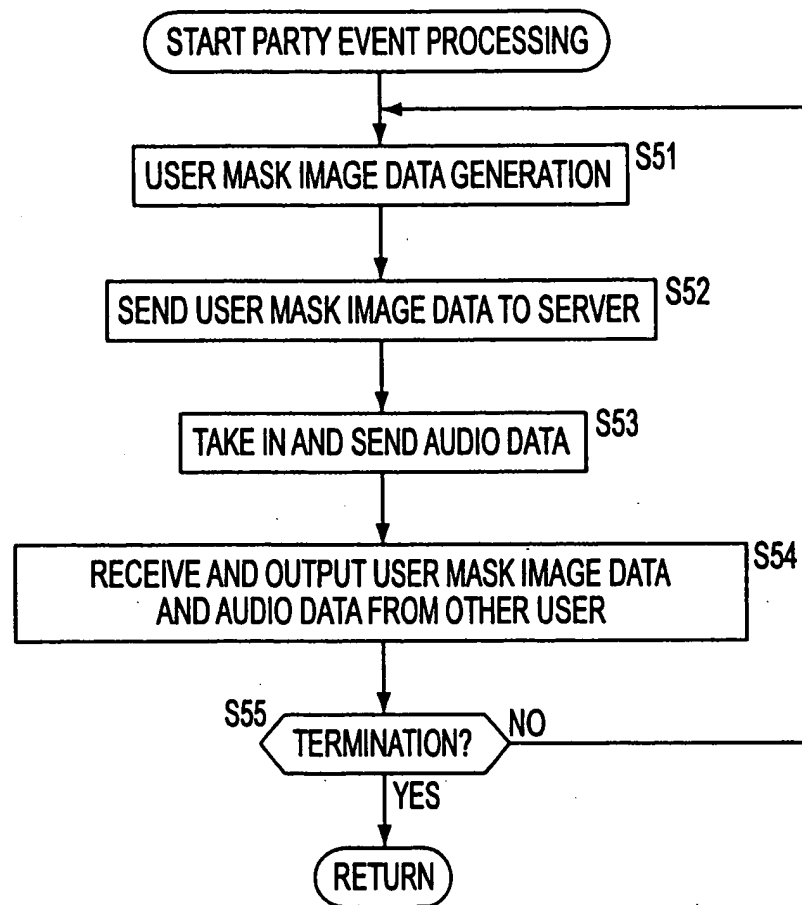 START PARTY EVENT PROCESSING
USER MASK IMAGE DATA GENERATION
S51
SEND USER MASK IMAGE DATA TO SERVER
S52
TAKE IN AND SEND AUDIO DATA
S53
RECEIVE AND OUTPUT USER MASK IMAGE DATA
AND AUDIO DATA FROM OTHER USER
S54
S55
TERMINATION?
NO
YES
RETURN